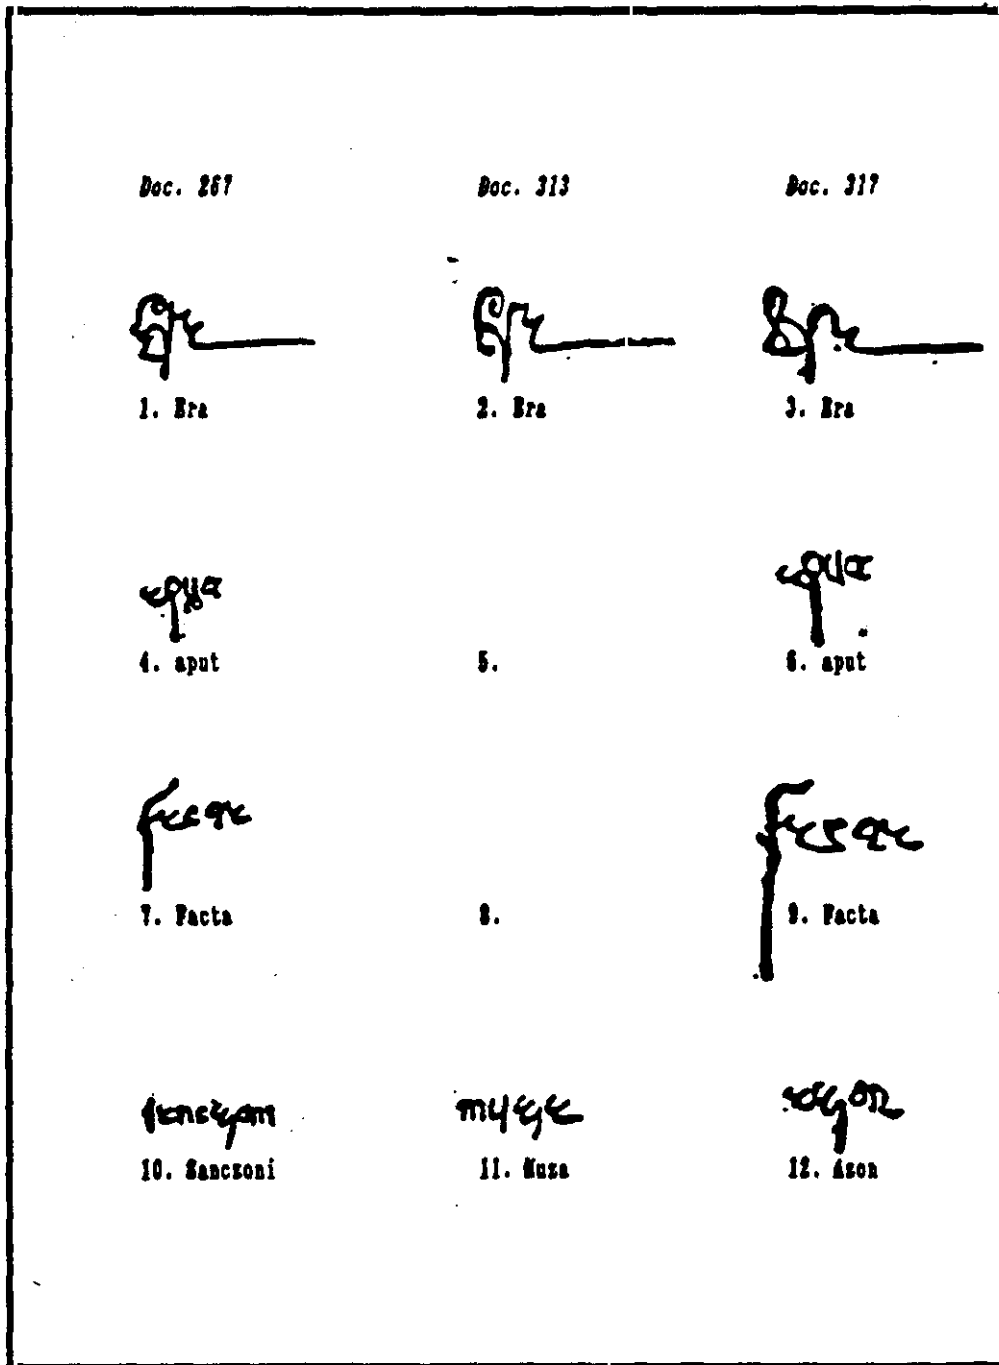 Doc. 267 Doc. 313 Doc. 317
1. Era 2. Era 3. Era
4. aput 5. 6. aput
7. Facta 8. 9. Facta
10. Sanczoni 11. Muza 12. Azon